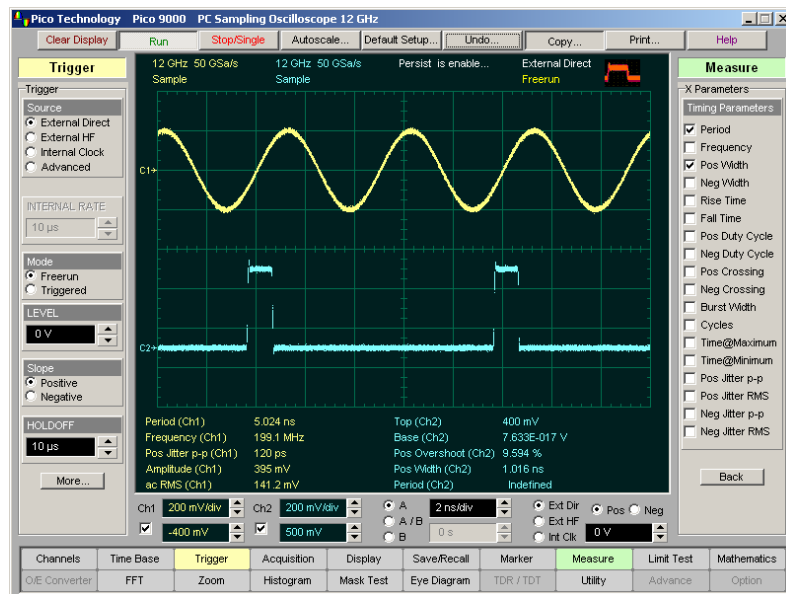 Pico Technology Pico 9000 PC Sampling Oscilloscope 12 GHz
Clear Display Run Stop/Single Autoscale... Default Setup... Undo... Copy... Print... Help
Trigger
Trigger
Source
External Direct
External HF
Internal Clock
Advanced
INTERNAL RATE
10 µs
Mode
Freerun
Triggered
LEVEL
0 V
Slope
Positive
Negative
HOLDOFF
10 µs
More...
12 GHz 50 GSa/s 12 GHz 50 GSa/s Persist is enable... External Direct
Sample Sample Freerun
C1
C2
Period (Ch1) 5.024 ns Top (Ch2) 400 mV
Frequency (Ch1) 199.1 MHz Base (Ch2) 7.633E-017 V
Pos Jitter p-p (Ch1) 120 ps Pos Overshoot (Ch2) 9.594 %
Amplitude (Ch1) 395 mV Pos Width (Ch2) 1.016 ns
ac RMS (Ch1) 141.2 mV Period (Ch2) Indefined
Ch1 200 mV/div Ch2 200 mV/div A 2 ns/div Ext Dir Pos Neg
A / B Ext HF
-400 mV 500 mV B 0 s Int Clk 0 V
Measure
X Parameters
Timing Parameters
Period
Frequency
Pos Width
Neg Width
Rise Time
Fall Time
Pos Duty Cycle
Neg Duty Cycle
Pos Crossing
Neg Crossing
Burst Width
Cycles
Time@Maximum
Time@Minimum
Pos Jitter p-p
Pos Jitter RMS
Neg Jitter p-p
Neg Jitter RMS
Back
Channels Time Base Trigger Acquisition Display Save/Recall Marker Measure Limit Test Mathematics
O/E Converter FFT Zoom Histogram Mask Test Eye Diagram TDR / TDT Utility Advance Option